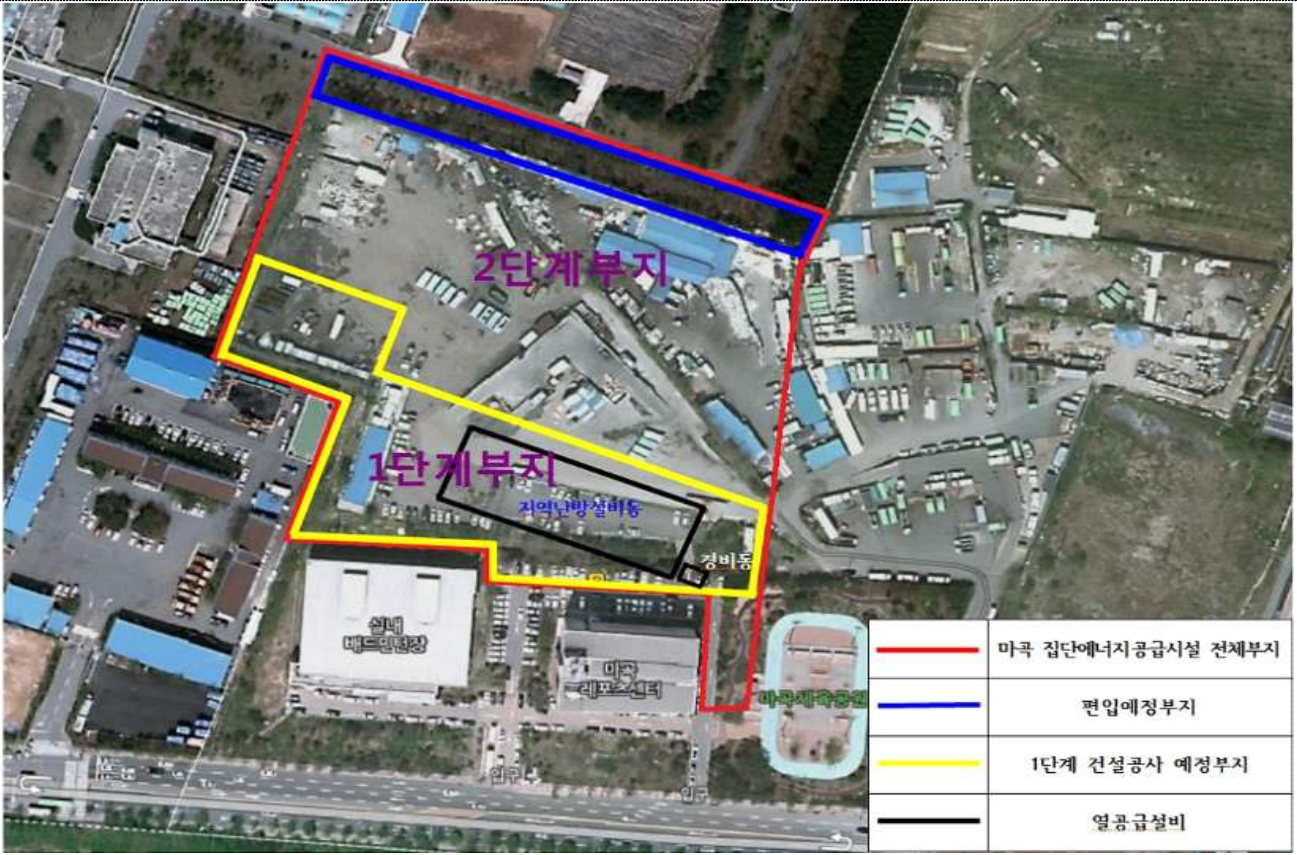 2단계부지
1단계부지
지역난방설비동
경비동
실내
배드민턴장
마곡
레포츠센터
마곡체육공원
입구
입구
마곡 집단에너지공급시설 전체부지
편입예정부지
1단계 건설공사 예정부지
열공급설비